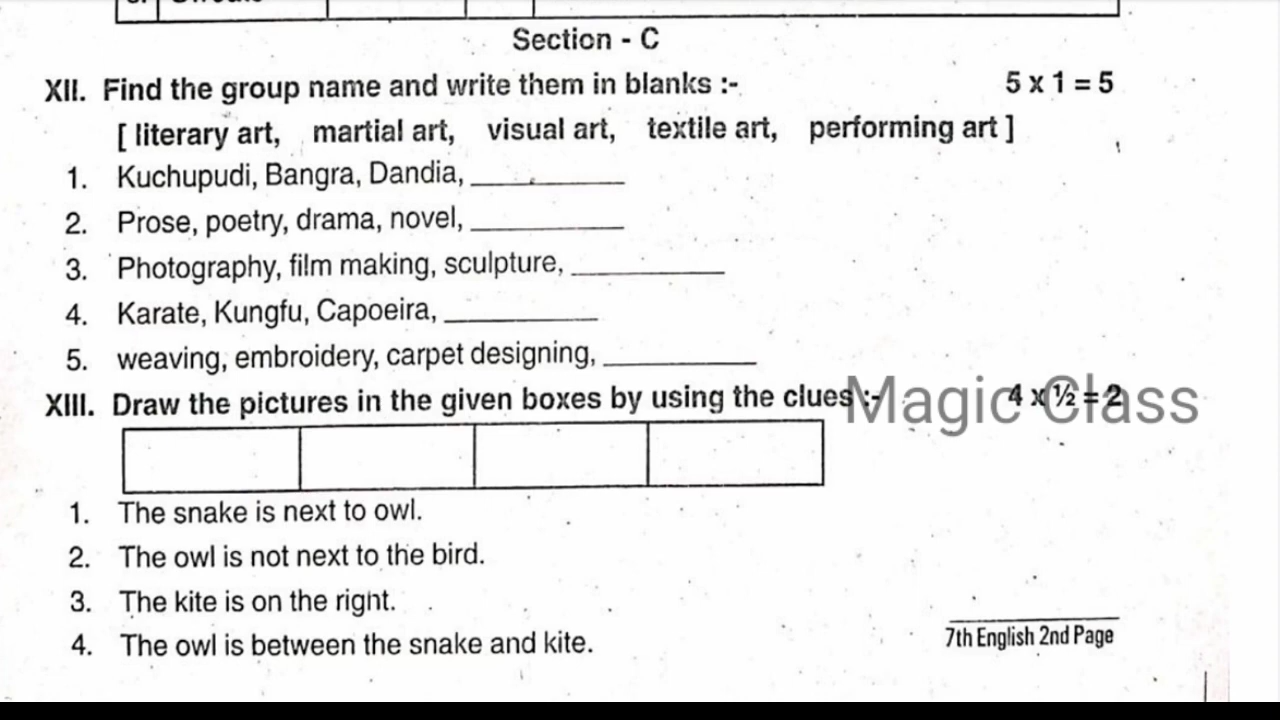 Section - C
XII. Find the group name and write them in blanks :- 5 x 1 = 5
[ literary art, martial art, visual art, textile art, performing art ]
1. Kuchupudi, Bangra, Dandia, ___________
2. Prose, poetry, drama, novel, ___________
3. Photography, film making, sculpture, ___________
4. Karate, Kungfu, Capoeira, ___________
5. weaving, embroidery, carpet designing, ___________
XIII. Draw the pictures in the given boxes by using the clues :- 4 x ½ = 2
Magic Class
1. The snake is next to owl.
2. The owl is not next to the bird.
3. The kite is on the right.
4. The owl is between the snake and kite.
7th English 2nd Page